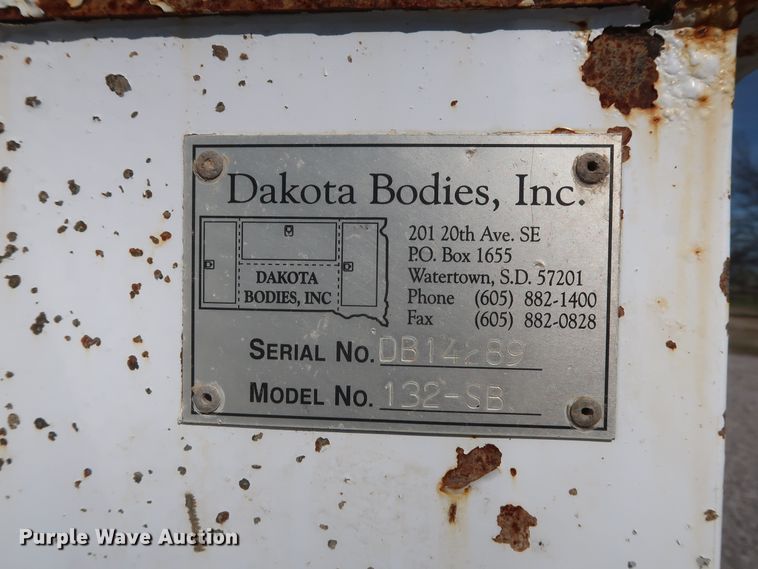 Dakota Bodies, Inc.
201 20th Ave. SE
P.O. Box 1655
Watertown, S.D. 57201
Phone (605) 882-1400
Fax (605) 882-0828
DAKOTA
BODIES, INC
SERIAL NO. DB14289
MODEL NO. 132-SB
Purple Wave Auction